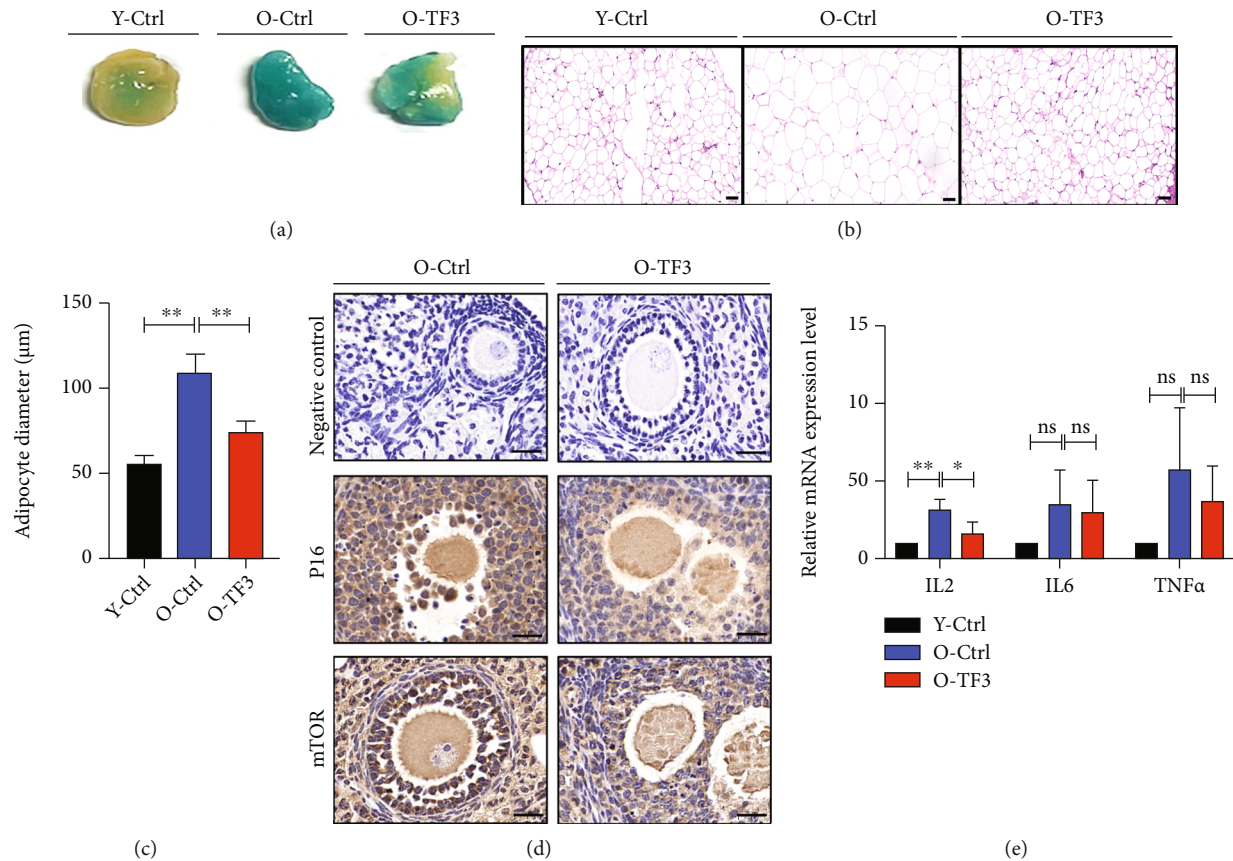 Y-Ctrl O-Ctrl O-TF3
Y-Ctrl O-Ctrl O-TF3
(a)
(b)
Adipocyte diameter (μm)
150
100
50
0
** **
Y-Ctrl O-Ctrl O-TF3
(c)
O-Ctrl O-TF3
Negative control
P16
mTOR
(d)
Relative mRNA expression level
15
10
50
0
** *
ns ns
ns ns
IL2 IL6 TNFα
Y-Ctrl
O-Ctrl
O-TF3
(e)